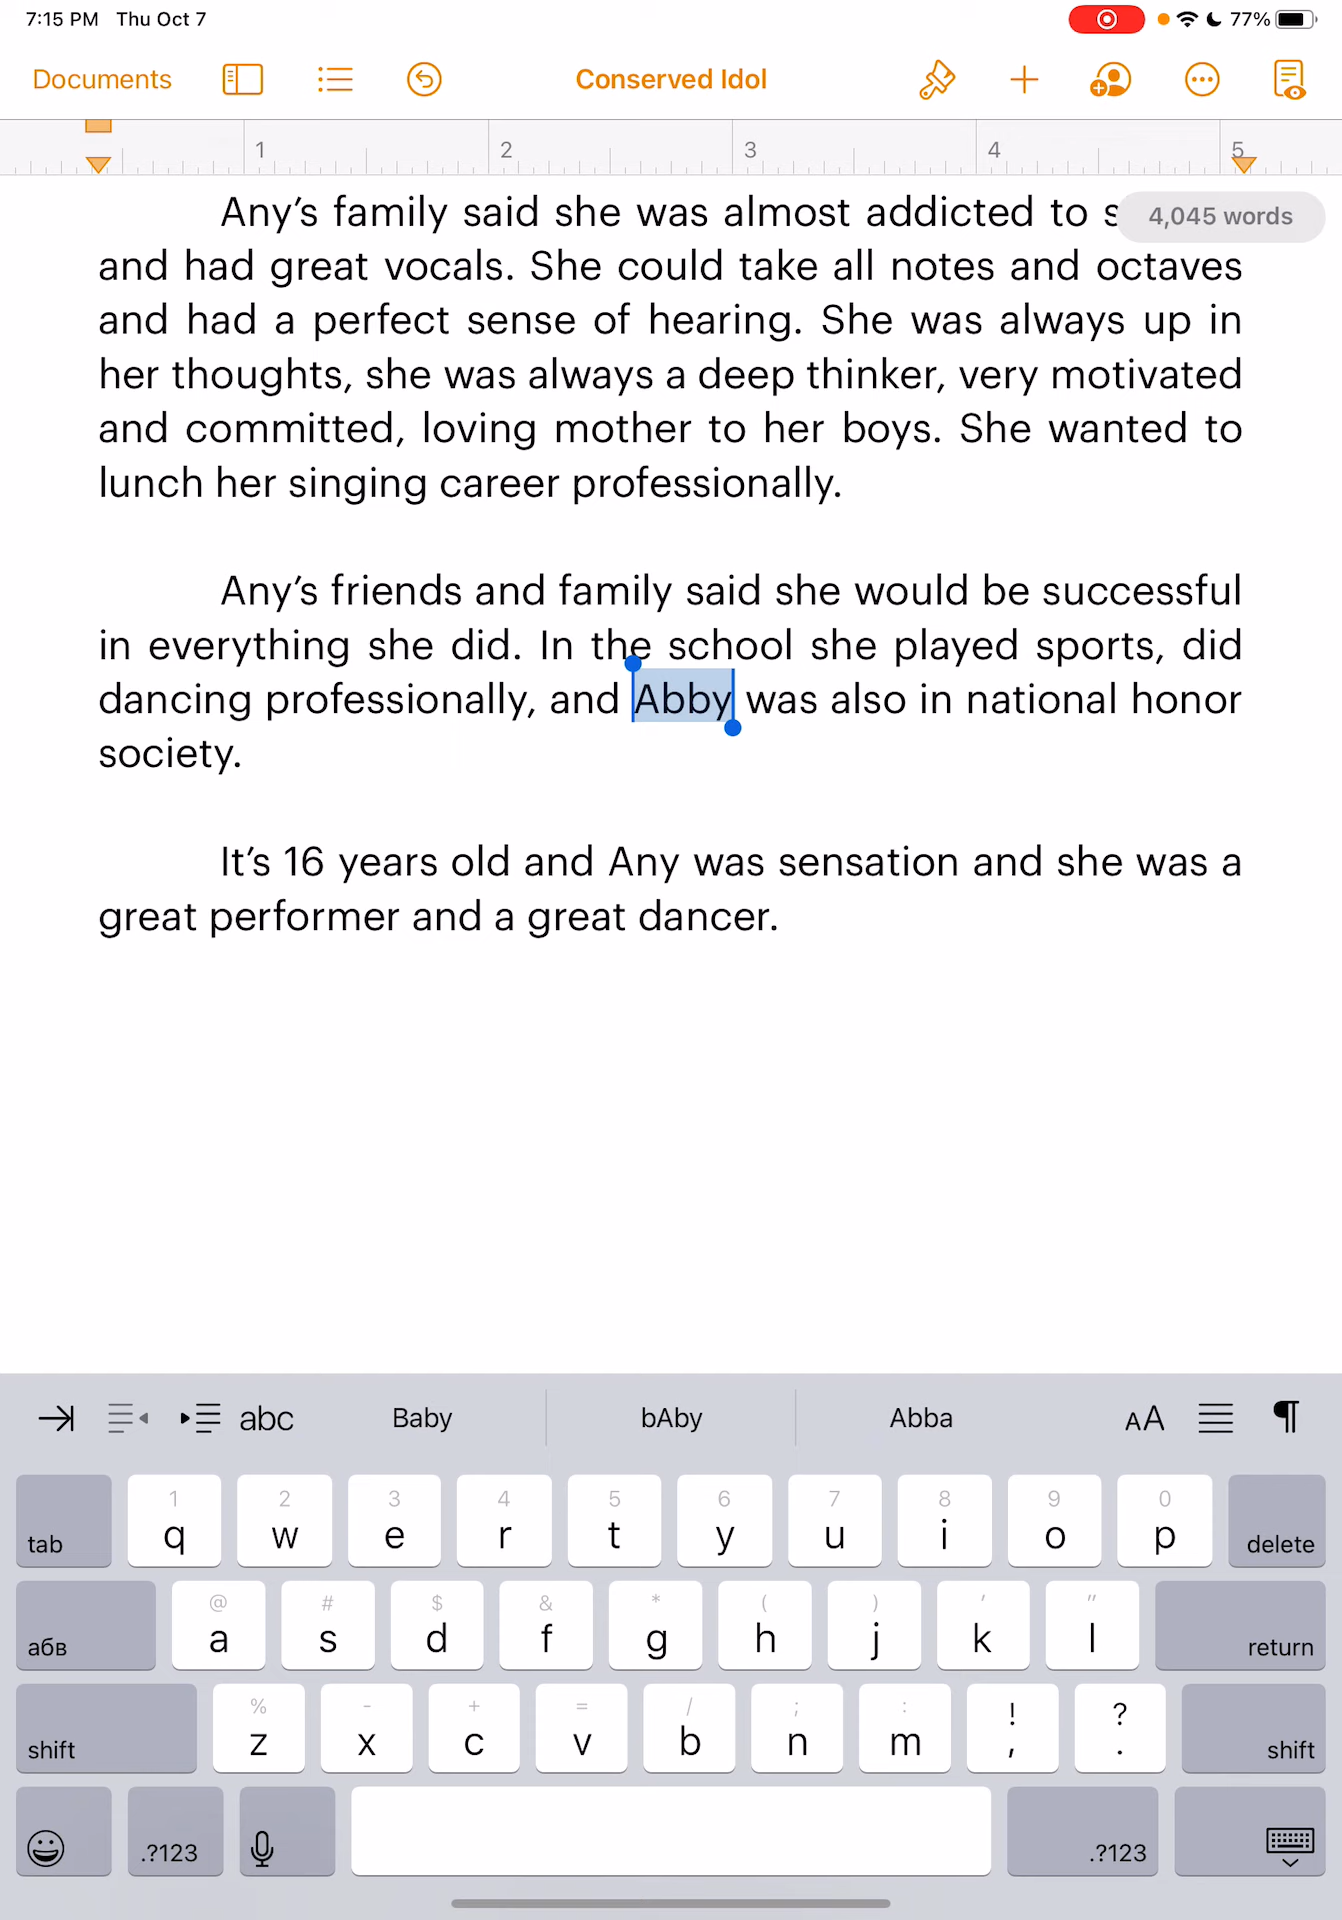 7:15 PM Thu Oct 7 77%
Documents Conserved Idol
1 2 3 4 5
Any’s family said she was almost addicted to
4,045 words
and had great vocals. She could take all notes and octaves
and had a perfect sense of hearing. She was always up in
her thoughts, she was always a deep thinker, very motivated
and committed, loving mother to her boys. She wanted to
lunch her singing career professionally.
Any’s friends and family said she would be successful
in everything she did. In the school she played sports, did
dancing professionally, and Abby was also in national honor
society.
It’s 16 years old and Any was sensation and she was a
great performer and a great dancer.
abc Baby bAby Abba AA ¶
1 2 3 4 5 6 7 8 9 0
tab q w e r t y u i o p delete
@ # $ & * ( ) ' "
абв a s d f g h j k l return
% - + = / ; : ! ?
shift z x c v b n m , . shift
.?123 .?123